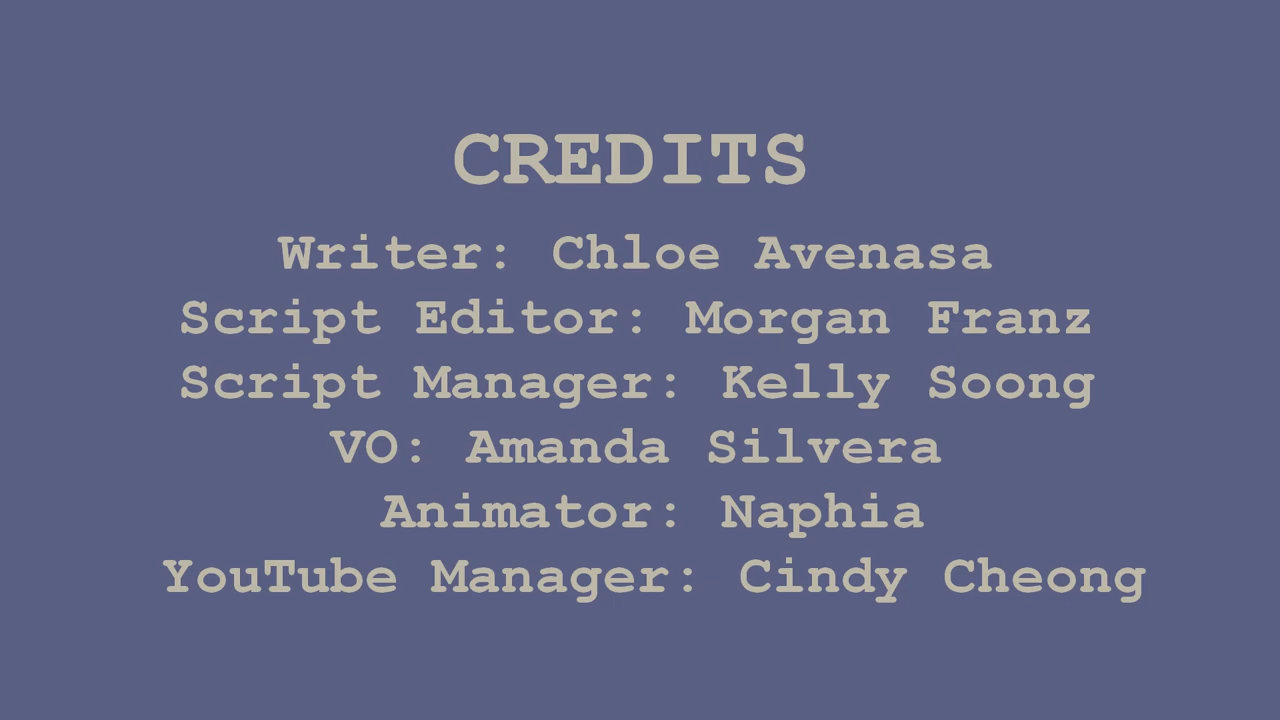 CREDITS
Writer: Chloe Avenasa
Script Editor: Morgan Franz
Script Manager: Kelly Soong
VO: Amanda Silvera
Animator: Naphia
YouTube Manager: Cindy Cheong